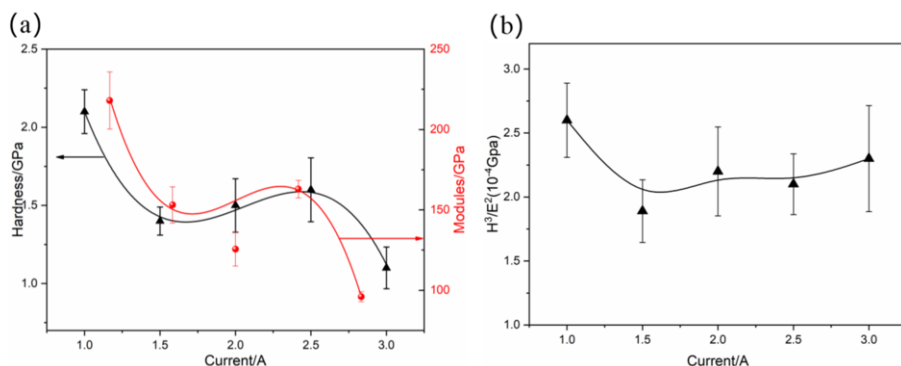 (a)
2.5
2.0
1.5
1.0
Hardness/GPa
250
200
150
100
Modules/GPa
1.0 1.5 2.0 2.5 3.0
Current/A
(b)
3.0
2.5
2.0
1.5
1.0
H³/E²(10⁻⁴Gpa)
1.0 1.5 2.0 2.5 3.0
Current/A